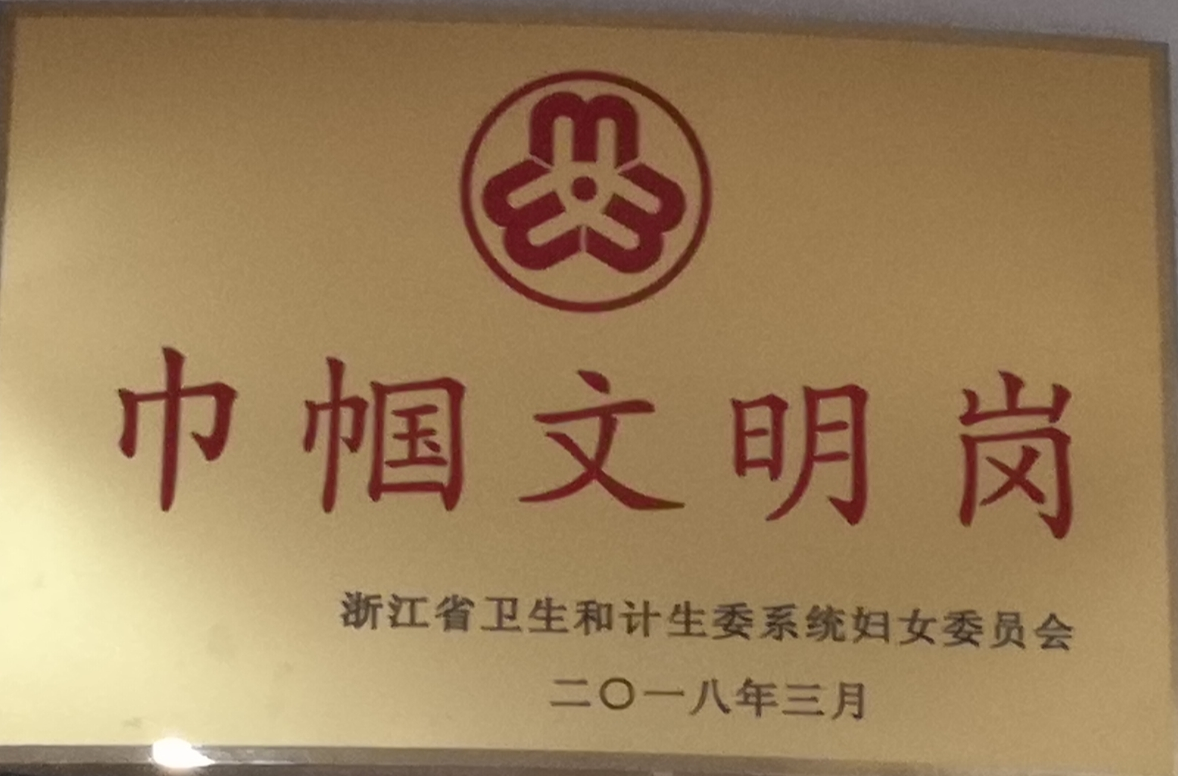 巾帼文明岗
浙江省卫生和计生委系统妇女委员会
二〇一八年三月